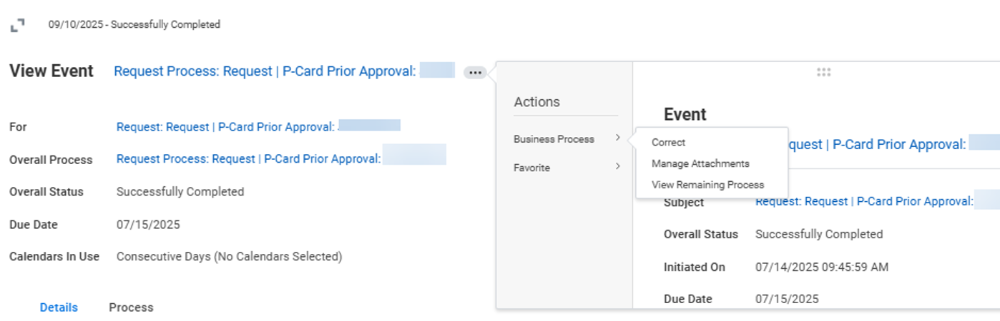 09/10/2025 - Successfully Completed
View Event Request Process: Request | P-Card Prior Approval:
For Request: Request | P-Card Prior Approval:
Overall Process Request Process: Request | P-Card Prior Approval:
Overall Status Successfully Completed
Due Date 07/15/2025
Calendars In Use Consecutive Days (No Calendars Selected)
Details Process
Actions
Business Process
Favorite
Correct
Manage Attachments
View Remaining Process
Event
quest | P-Card Prior Approval:
Subject Request: Request | P-Card Prior Approval:
Overall Status Successfully Completed
Initiated On 07/14/2025 09:45:59 AM
Due Date 07/15/2025